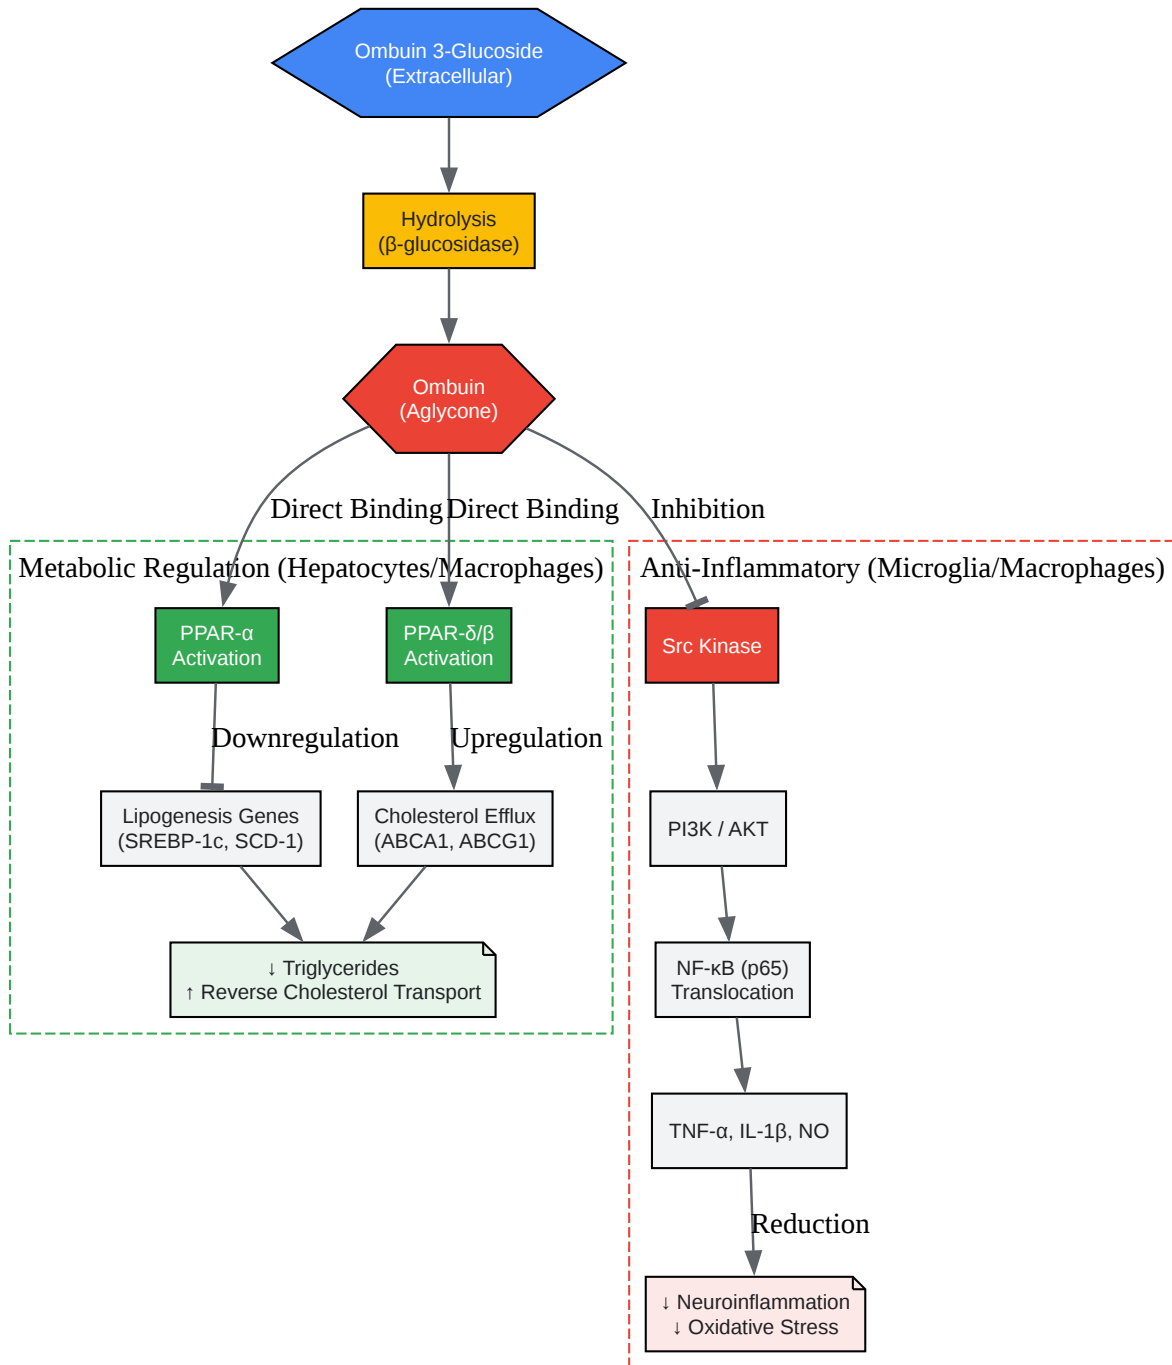 Ombuin 3-Glucoside
(Extracellular)
Hydrolysis
(β-glucosidase)
Ombuin
(Aglycone)
Direct Binding
Direct Binding
Inhibition
Metabolic Regulation (Hepatocytes/Macrophages)
Anti-Inflammatory (Microglia/Macrophages)
PPAR-α
Activation
PPAR-δ/β
Activation
Src Kinase
Downregulation
Upregulation
Lipogenesis Genes
(SREBP-1c, SCD-1)
Cholesterol Efflux
(ABCA1, ABCG1)
PI3K / AKT
↓ Triglycerides
↑ Reverse Cholesterol Transport
NF-κB (p65)
Translocation
TNF-α, IL-1β, NO
Reduction
↓ Neuroinflammation
↓ Oxidative Stress